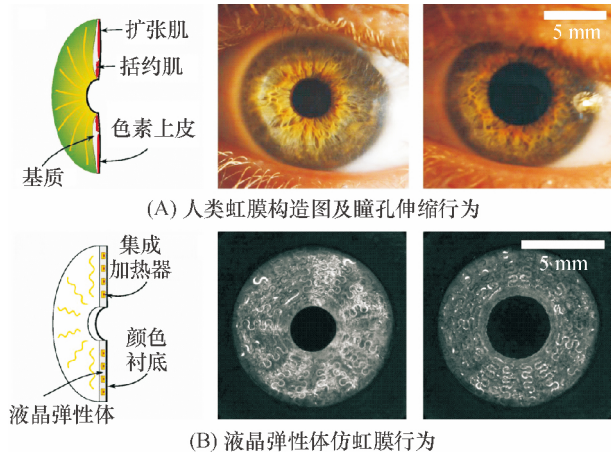 扩张肌
5 mm
括约肌
色素上皮
基质
(A) 人类虹膜构造图及瞳孔伸缩行为
集成
加热器
5 mm
颜色
衬底
液晶弹性体
(B) 液晶弹性体仿虹膜行为